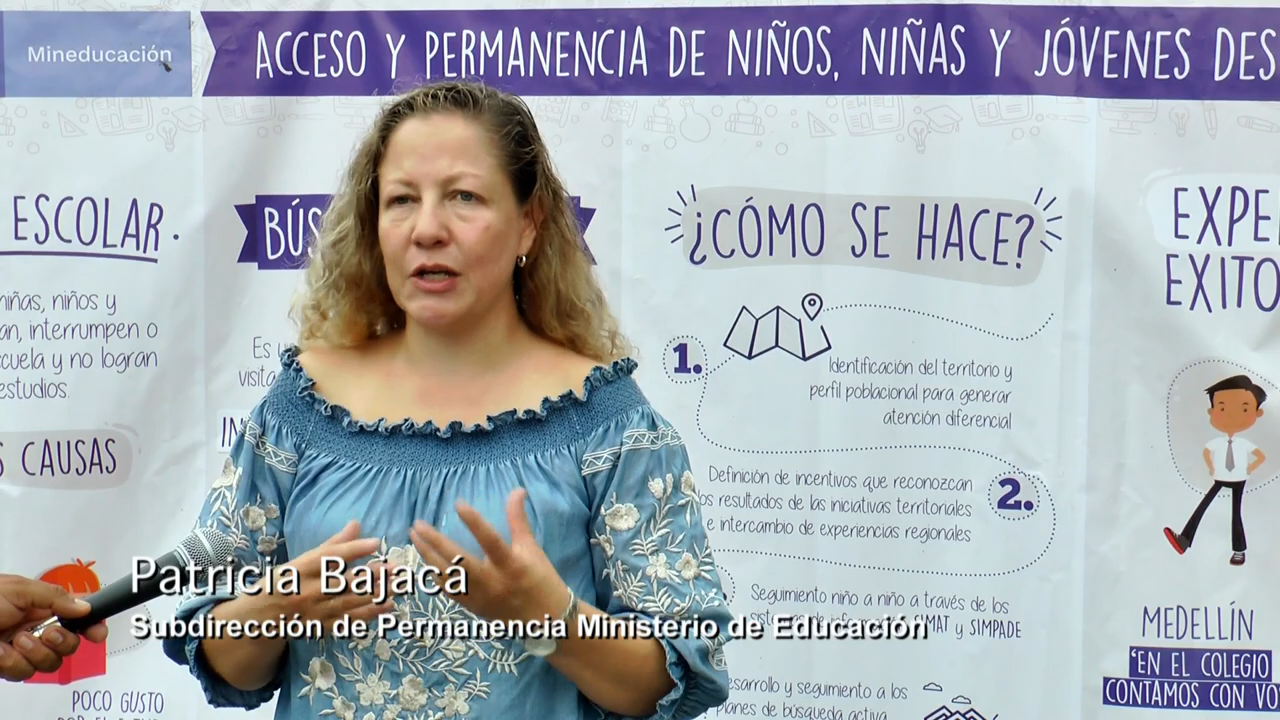 Mineducación
ACCESO Y PERMANENCIA DE NIÑOS, NIÑAS Y JÓVENES DES
ESCOLAR.
niñas, niños y
interrumpen o
y no logran
estudios.
CAUSAS
POCO GUSTO
Es
¿CÓMO SE HACE?
1.
Identificación del territorio y
perfil poblacional para generar
atención diferencial
Definición de incentivos que reconozcan
2.
os resultados de las iniciativas territoriales
e intercambio de experiencias regionales
Seguimiento niño a niño a través de los
SIMAT y SIMPADE
desarrollo y seguimiento a los
planes de búsqueda activa
EXPE
EXITO
MEDELLÍN
"EN EL COLEGIO
CONTAMOS CON VO
Patricia Bajacá
Subdirección de Permanencia Ministerio de Educación